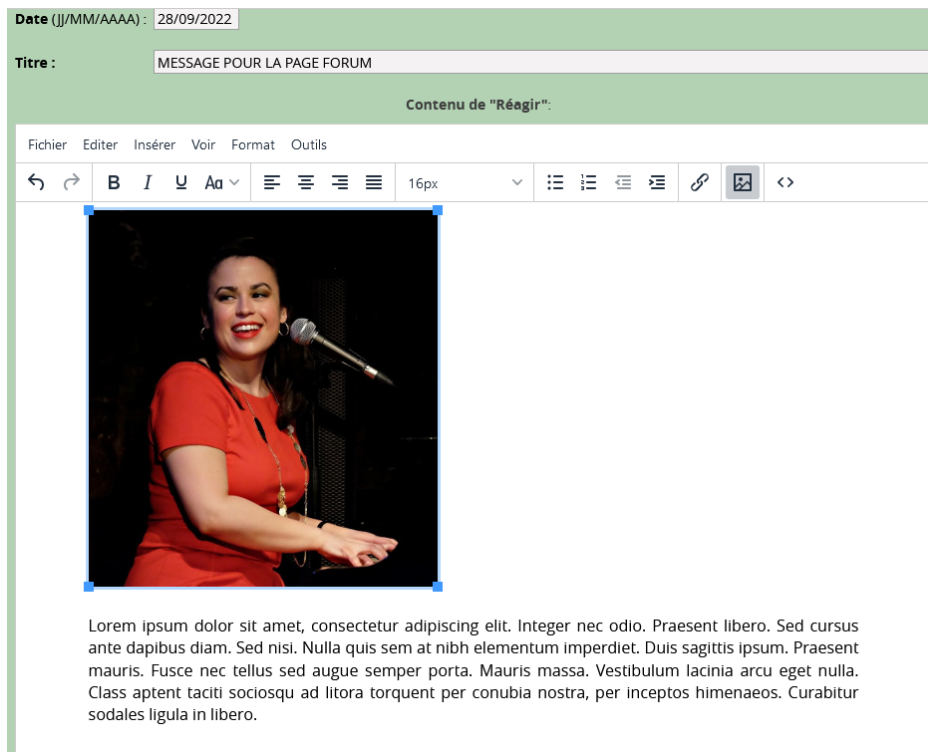 Date (JJ/MM/AAAA) : 28/09/2022
Titre : MESSAGE POUR LA PAGE FORUM
Contenu de "Réagir":
Fichier Editer Insérer Voir Format Outils
B I U Aa 16px <>
Lorem ipsum dolor sit amet, consectetur adipiscing elit. Integer nec odio. Praesent libero. Sed cursus
ante dapibus diam. Sed nisi. Nulla quis sem at nibh elementum imperdiet. Duis sagittis ipsum. Praesent
mauris. Fusce nec tellus sed augue semper porta. Mauris massa. Vestibulum lacinia arcu eget nulla.
Class aptent taciti sociosqu ad litora torquent per conubia nostra, per inceptos himenaeos. Curabitur
sodales ligula in libero.